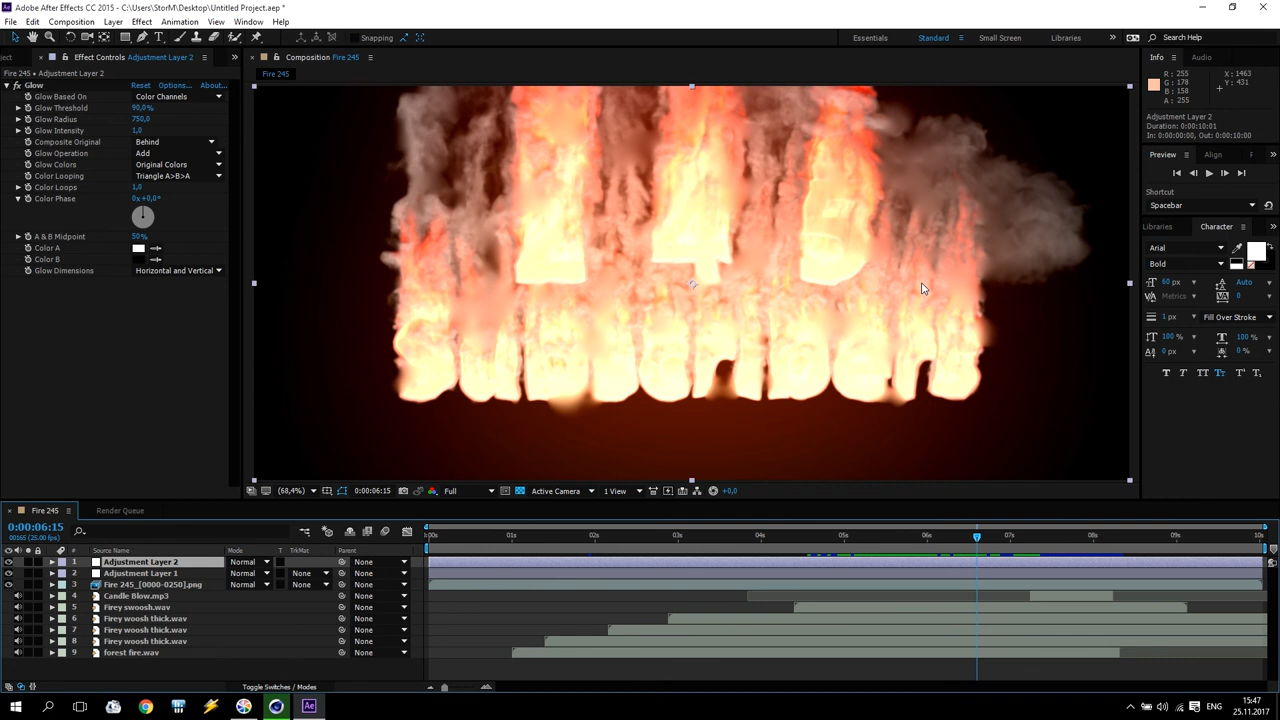 Adobe After Effects CC 2015 - C:\Users\StorM\Desktop\Untitled Project.aep *
File Edit Composition Layer Effect Animation View Window Help
Snapping Essentials Standard Small Screen Libraries Search Help
ject Effect Controls Adjustment Layer 2 Composition Fire 245 Info Audio
Fire 245 • Adjustment Layer 2
Fire 245
Glow Reset Options... About...
Glow Based On Color Channels
Glow Threshold 90,0%
Glow Radius 750,0
Glow Intensity 1,0
Composite Original Behind
Glow Operation Add
Glow Colors Original Colors
Color Looping Triangle A>B>A
Color Loops 1,0
Color Phase 0x+0,0°
A & B Midpoint 50%
Color A
Color B
Glow Dimensions Horizontal and Vertical
R : 255
G : 178
B : 158
A : 255
X : 1463
Y : 431
Adjustment Layer 2
Duration: 0:00:10:01
In: 0:00:00:00, Out: 0:00:10:00
Preview Align
Shortcut
Spacebar
Libraries Character
Arial
Bold
60 px Auto
Metrics 0
1 px Fill Over Stroke
100 % 100 %
0 px 0 %
(68,4%) 0:00:06:15 Full Active Camera 1 View +0,0
Fire 245 Render Queue
0:00:06:15
00165 (25.00 fps)
:00s 01s 02s 03s 04s 05s 06s 07s 08s 09s 10s
# Source Name Mode T TrkMat Parent
1 Adjustment Layer 2 Normal None
2 Adjustment Layer 1 Normal None None
3 Fire 245_[0000-0250].png Normal None None
4 Candle Blow.mp3 None
5 Firey swoosh.wav None
6 Firey woosh thick.wav None
7 Firey woosh thick.wav None
8 Firey woosh thick.wav None
9 forest fire.wav None
Toggle Switches / Modes
ENG
15:47
25.11.2017